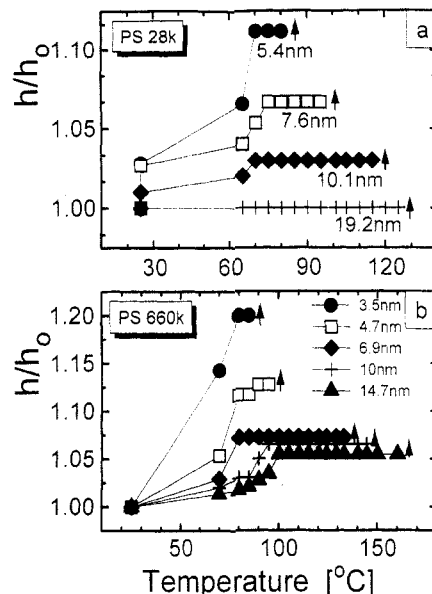 PS 28k
a
h/ho
1.10
1.05
1.00
5.4nm
7.6nm
10.1nm
19.2nm
30
60
90
120
PS 660k
b
h/ho
1.20
1.15
1.10
1.05
1.00
3.5nm
4.7nm
6.9nm
10nm
14.7nm
50
100
150
Temperature [°C]